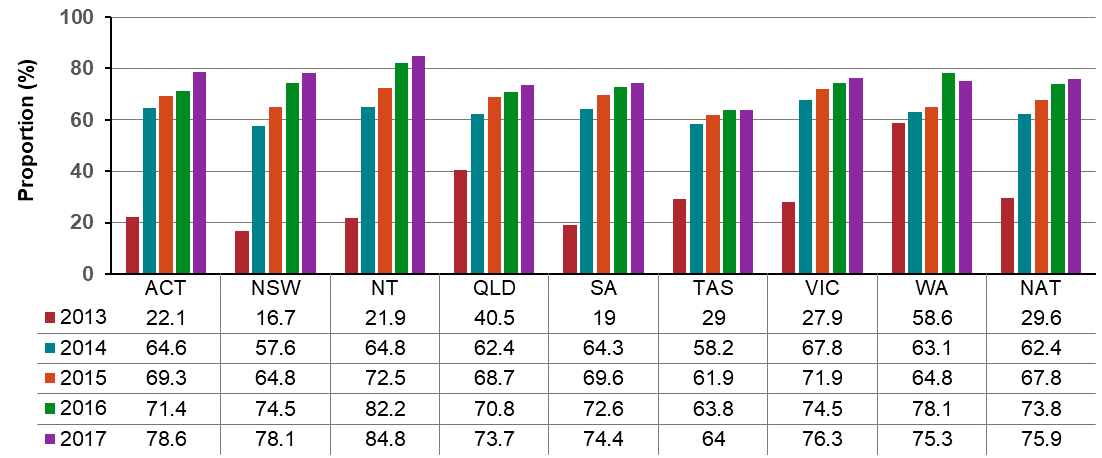 100
80
60
40
20
0
Proportion (%)
ACT NSW NT QLD SA TAS VIC WA NAT
2013 22.1 16.7 21.9 40.5 19 29 27.9 58.6 29.6
2014 64.6 57.6 64.8 62.4 64.3 58.2 67.8 63.1 62.4
2015 69.3 64.8 72.5 68.7 69.6 61.9 71.9 64.8 67.8
2016 71.4 74.5 82.2 70.8 72.6 63.8 74.5 78.1 73.8
2017 78.6 78.1 84.8 73.7 74.4 64 76.3 75.3 75.9